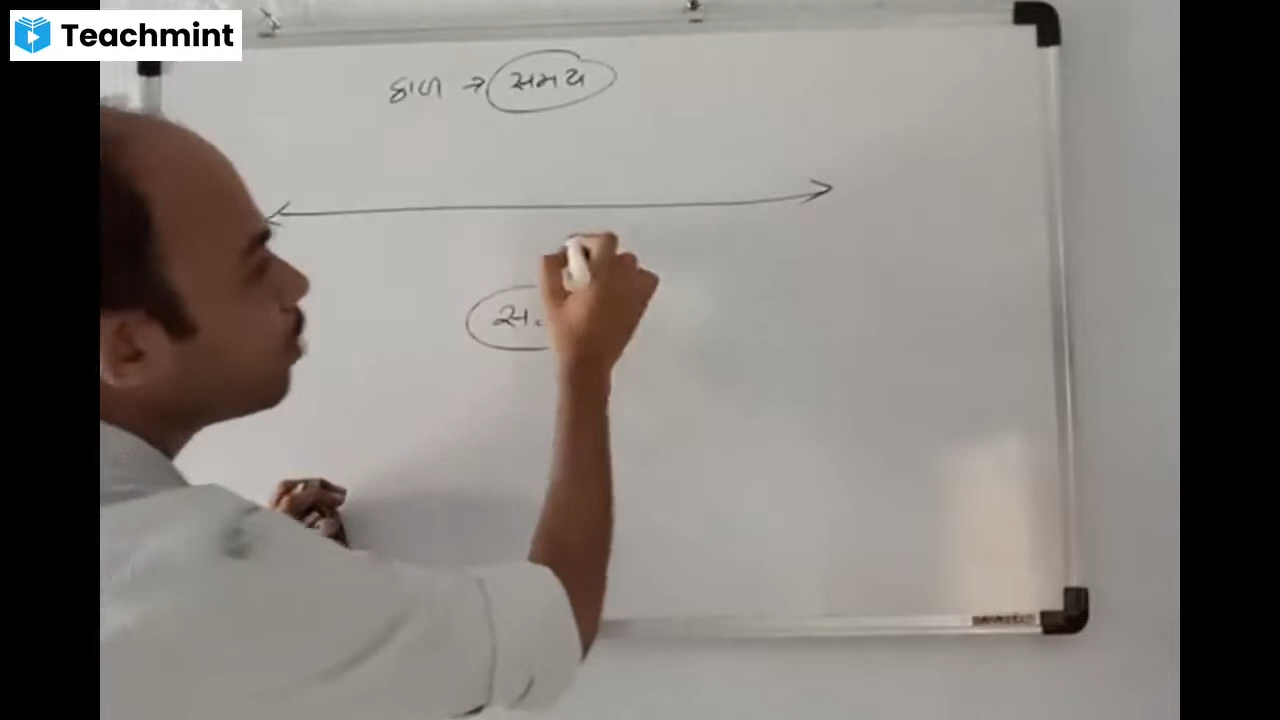 Teachmint
કાળ → સમય
સ.